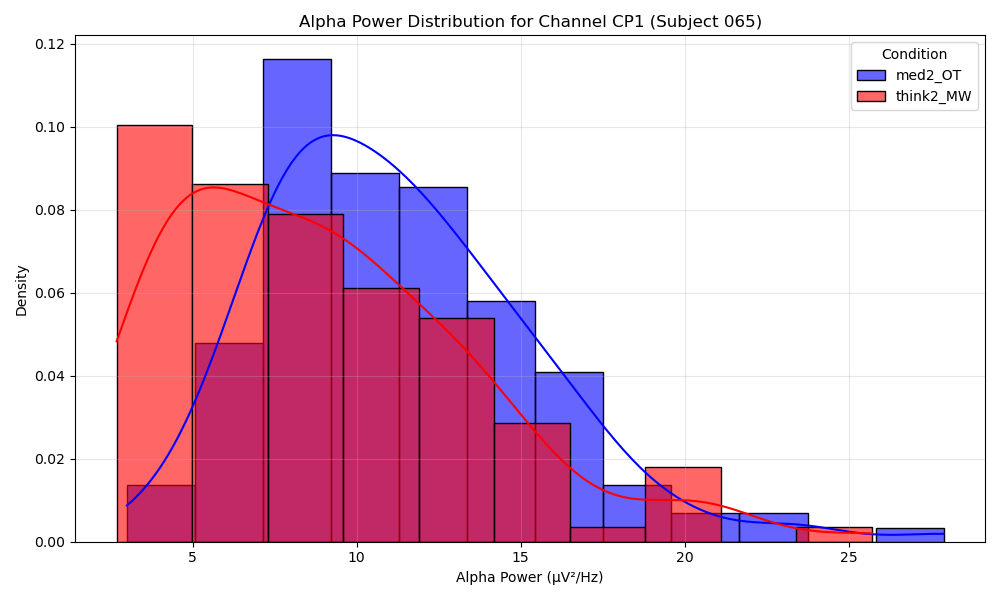 Alpha Power Distribution for Channel CP1 (Subject 065)
Condition
med2_OT
think2_MW
0.12
0.10
0.08
0.06
0.04
0.02
0.00
Density
5
10
15
20
25
Alpha Power (µV²/Hz)